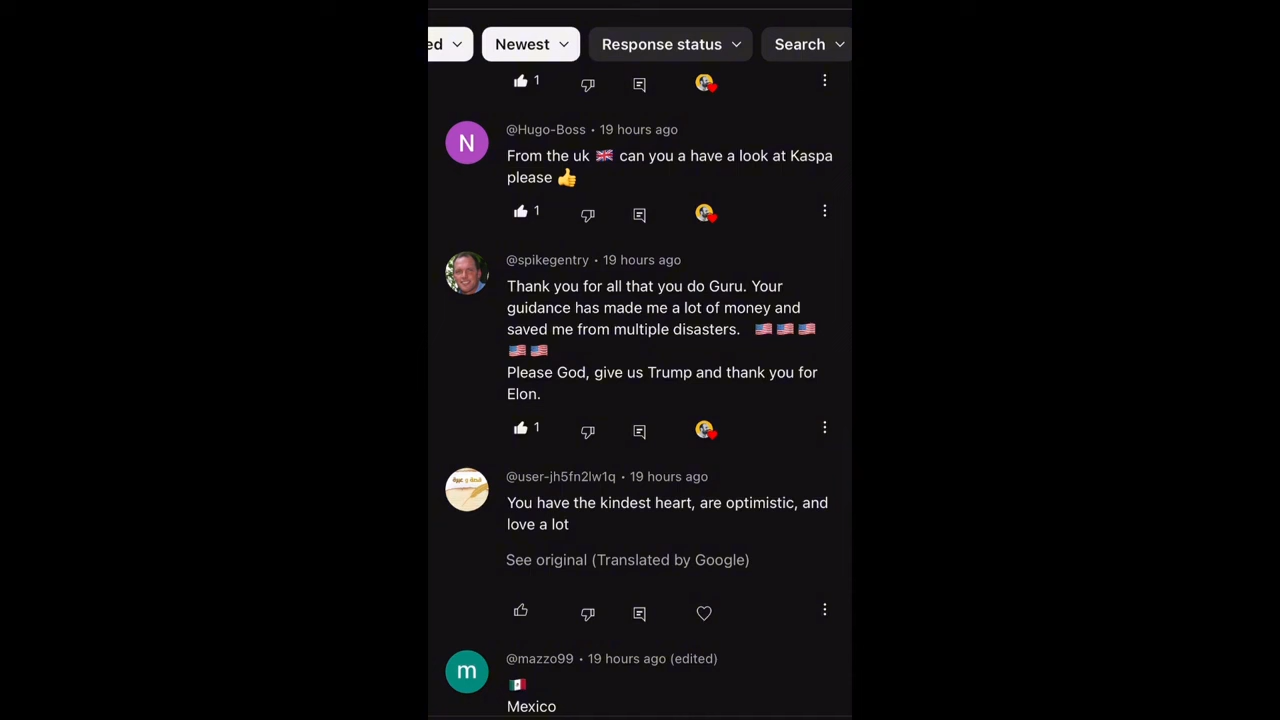 ed Newest Response status Search
1
N @Hugo-Boss • 19 hours ago
From the uk 🇬🇧 can you a have a look at Kaspa
please 👍
1
@spikegentry • 19 hours ago
Thank you for all that you do Guru. Your
guidance has made me a lot of money and
saved me from multiple disasters. 🇺🇸 🇺🇸 🇺🇸
🇺🇸 🇺🇸
Please God, give us Trump and thank you for
Elon.
1
@user-jh5fn2lw1q • 19 hours ago
You have the kindest heart, are optimistic, and
love a lot
See original (Translated by Google)
m @mazzo99 • 19 hours ago (edited)
🇲🇽
Mexico